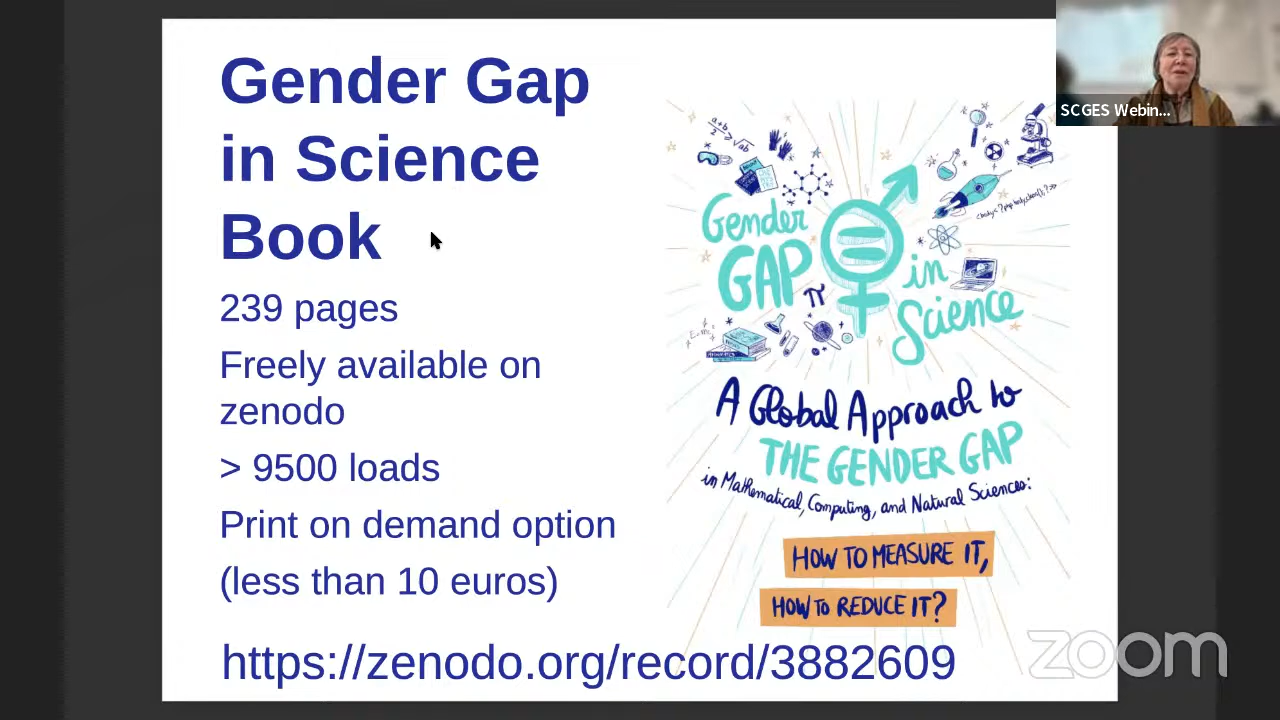 Gender Gap
in Science
Book
239 pages
Freely available on
zenodo
> 9500 loads
Print on demand option
(less than 10 euros)
https://zenodo.org/record/3882609
Gender
GAP
in
Science
π
A Global Approach to
THE GENDER GAP
in Mathematical, Computing, and Natural Sciences:
HOW TO MEASURE IT,
HOW TO REDUCE IT?
SCGES Webin...
zoom